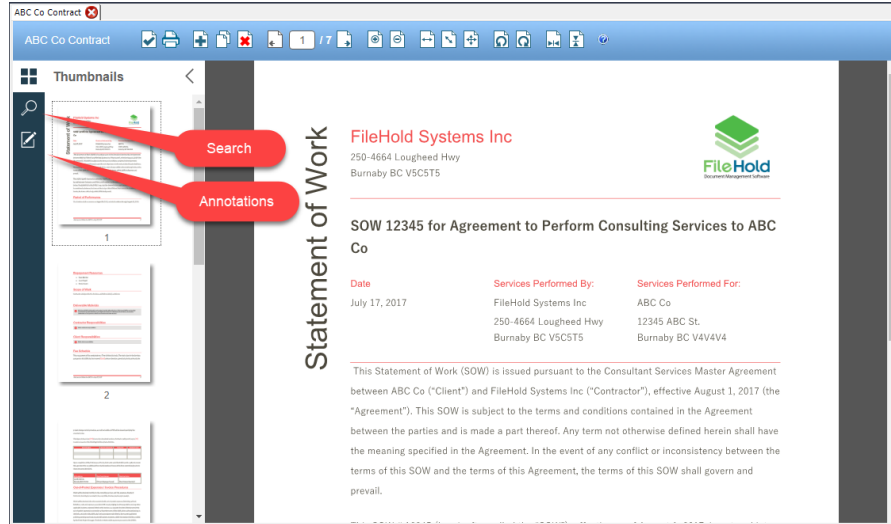 ABC Co Contract
ABC Co Contract
1 / 7
Thumbnails
Search
Annotations
1
2
Statement of Work
FileHold Systems Inc
250-4664 Lougheed Hwy
Burnaby BC V5C5T5
FileHold
Document Management Software
SOW 12345 for Agreement to Perform Consulting Services to ABC
Co
Date
Services Performed By:
Services Performed For:
July 17, 2017
FileHold Systems Inc
ABC Co
250-4664 Lougheed Hwy
12345 ABC St.
Burnaby BC V5C5T5
Burnaby BC V4V4V4
This Statement of Work (SOW) is issued pursuant to the Consultant Services Master Agreement
between ABC Co (“Client”) and FileHold Systems Inc (“Contractor”), effective August 1, 2017 (the
“Agreement”). This SOW is subject to the terms and conditions contained in the Agreement
between the parties and is made a part thereof. Any term not otherwise defined herein shall have
the meaning specified in the Agreement. In the event of any conflict or inconsistency between the
terms of this SOW and the terms of this Agreement, the terms of this SOW shall govern and
prevail.